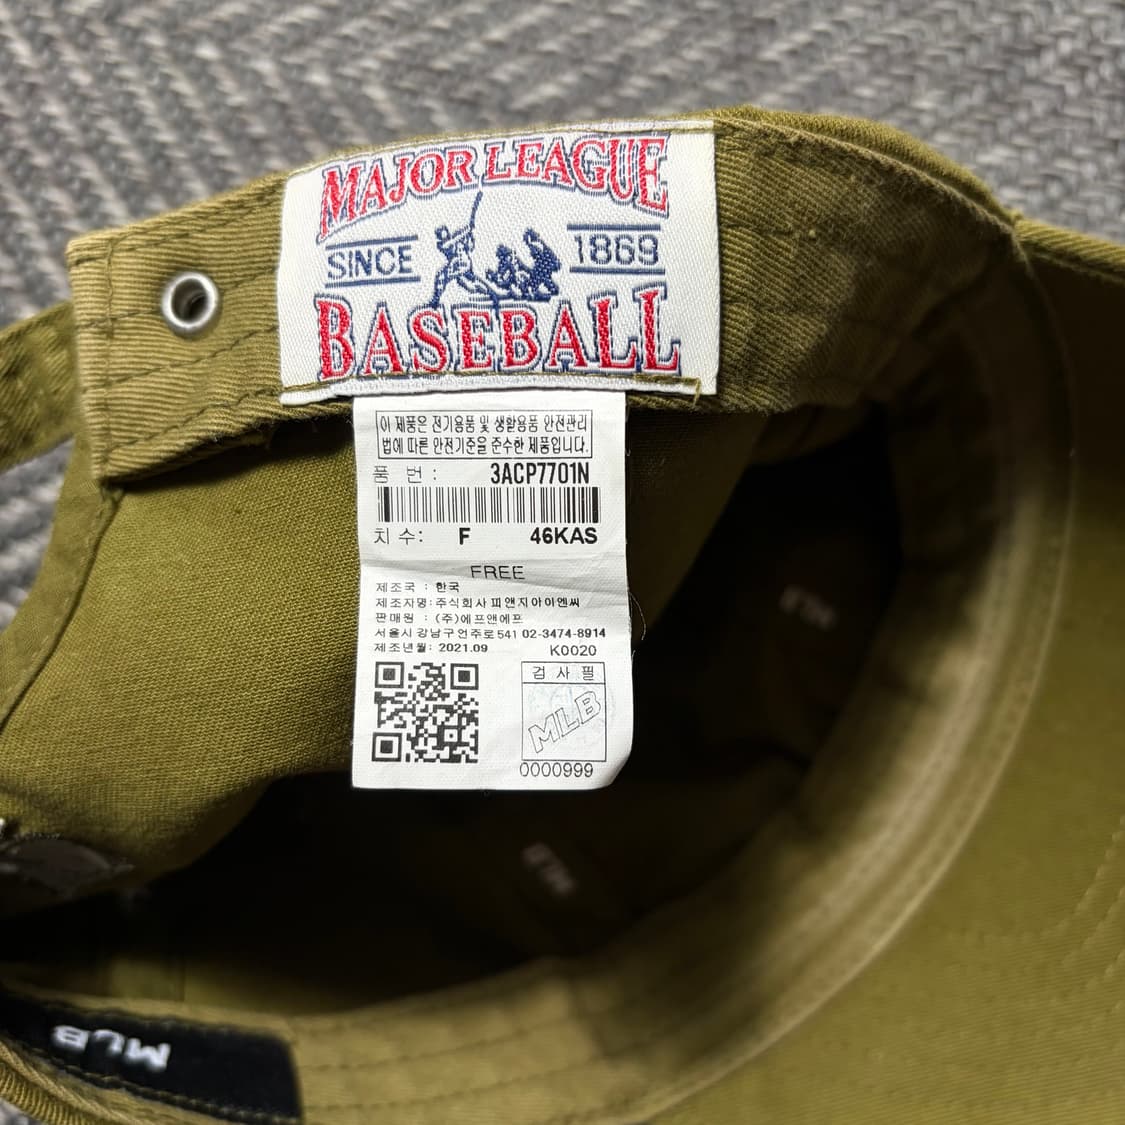 MAJOR LEAGUE
SINCE 1869
BASEBALL
이 제품은 전기용품 및 생활용품 안전관리
법에 따른 안전기준을 준수한 제품입니다.
품 번 : 3ACP7701N
치 수 : F 46KAS
FREE
제조국 : 한국
제조자명 : 주식회사 피앤지아이엔씨
판매원 : (주)에프앤에프
서울시 강남구 언주로 541 02-3474-8914
제조년월 : 2021.09 K0020
검 사 필
MLB
0000999
MLB
MLB
MLB